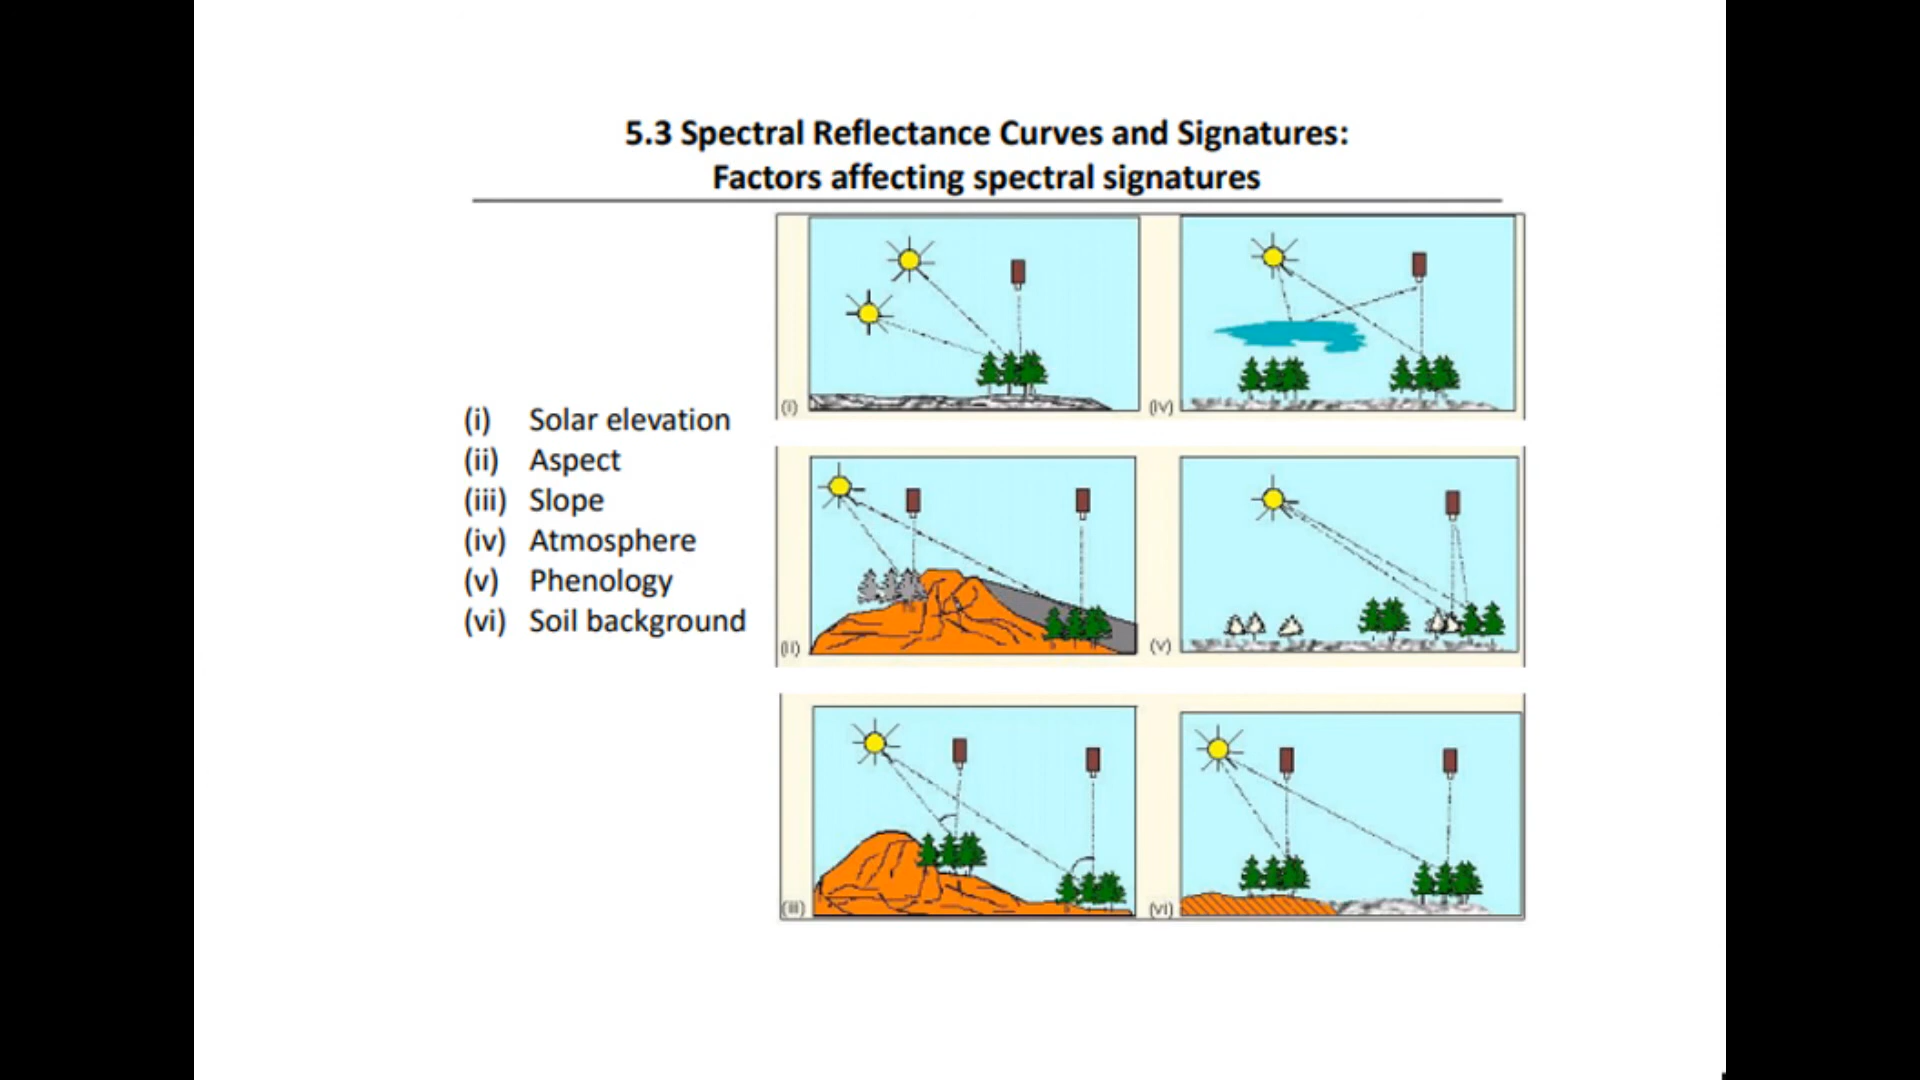 5.3 Spectral Reflectance Curves and Signatures:
Factors affecting spectral signatures
(i) Solar elevation
(ii) Aspect
(iii) Slope
(iv) Atmosphere
(v) Phenology
(vi) Soil background
(i)
(iv)
(ii)
(v)
(iii)
(vi)